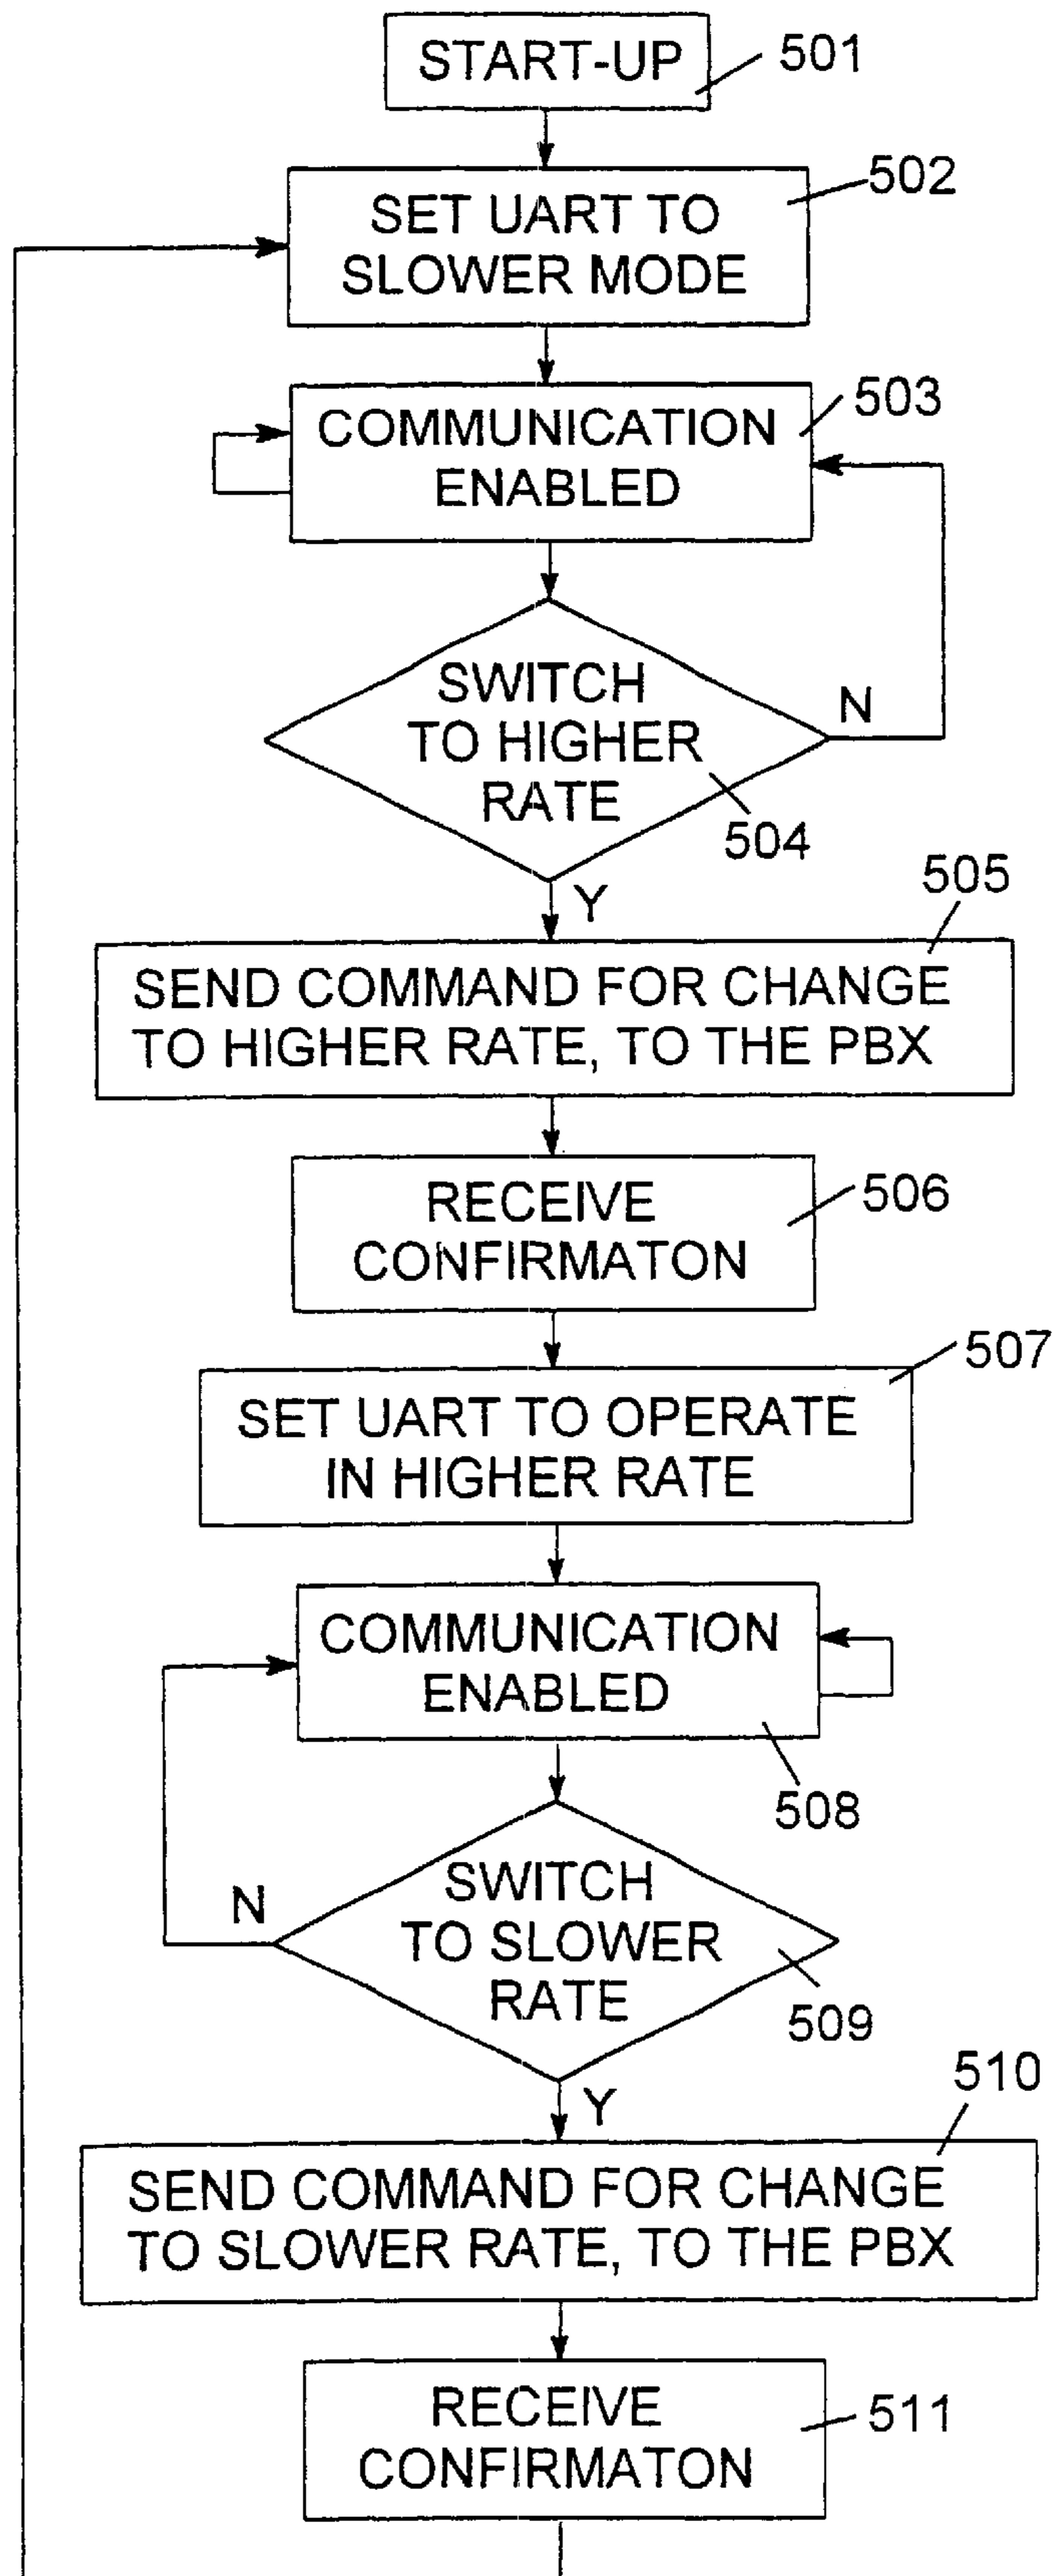 START-UP
501
SET UART TO
SLOWER MODE
502
COMMUNICATION
ENABLED
503
SWITCH
TO HIGHER
RATE
N
504
Y
505
SEND COMMAND FOR CHANGE
TO HIGHER RATE, TO THE PBX
RECEIVE
CONFIRMATON
506
507
SET UART TO OPERATE
IN HIGHER RATE
COMMUNICATION
ENABLED
508
SWITCH
TO SLOWER
RATE
N
509
Y
510
SEND COMMAND FOR CHANGE
TO SLOWER RATE, TO THE PBX
RECEIVE
CONFIRMATON
511